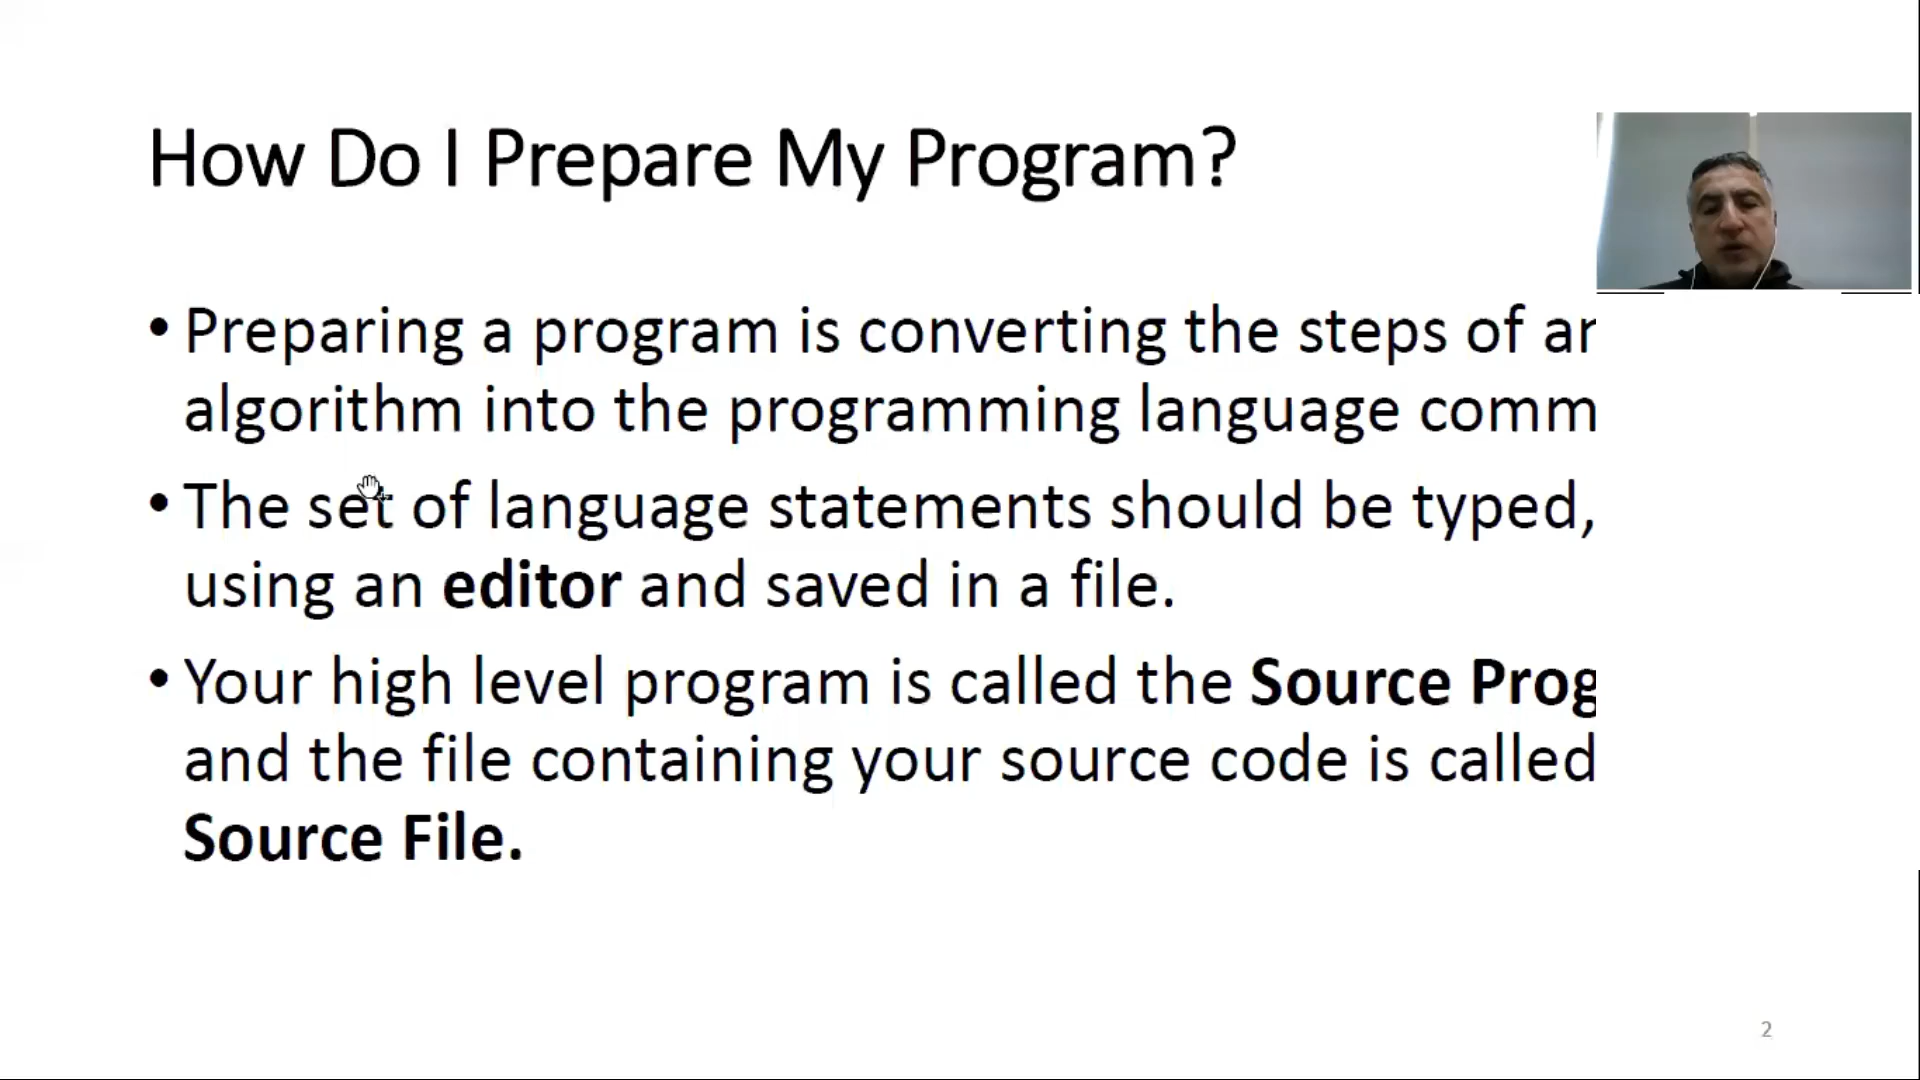 How Do I Prepare My Program?
• Preparing a program is converting the steps of
algorithm into the programming language comm
• The set of language statements should be typed,
using an editor and saved in a file.
• Your high level program is called the Source Prog
and the file containing your source code is called
Source File.
2